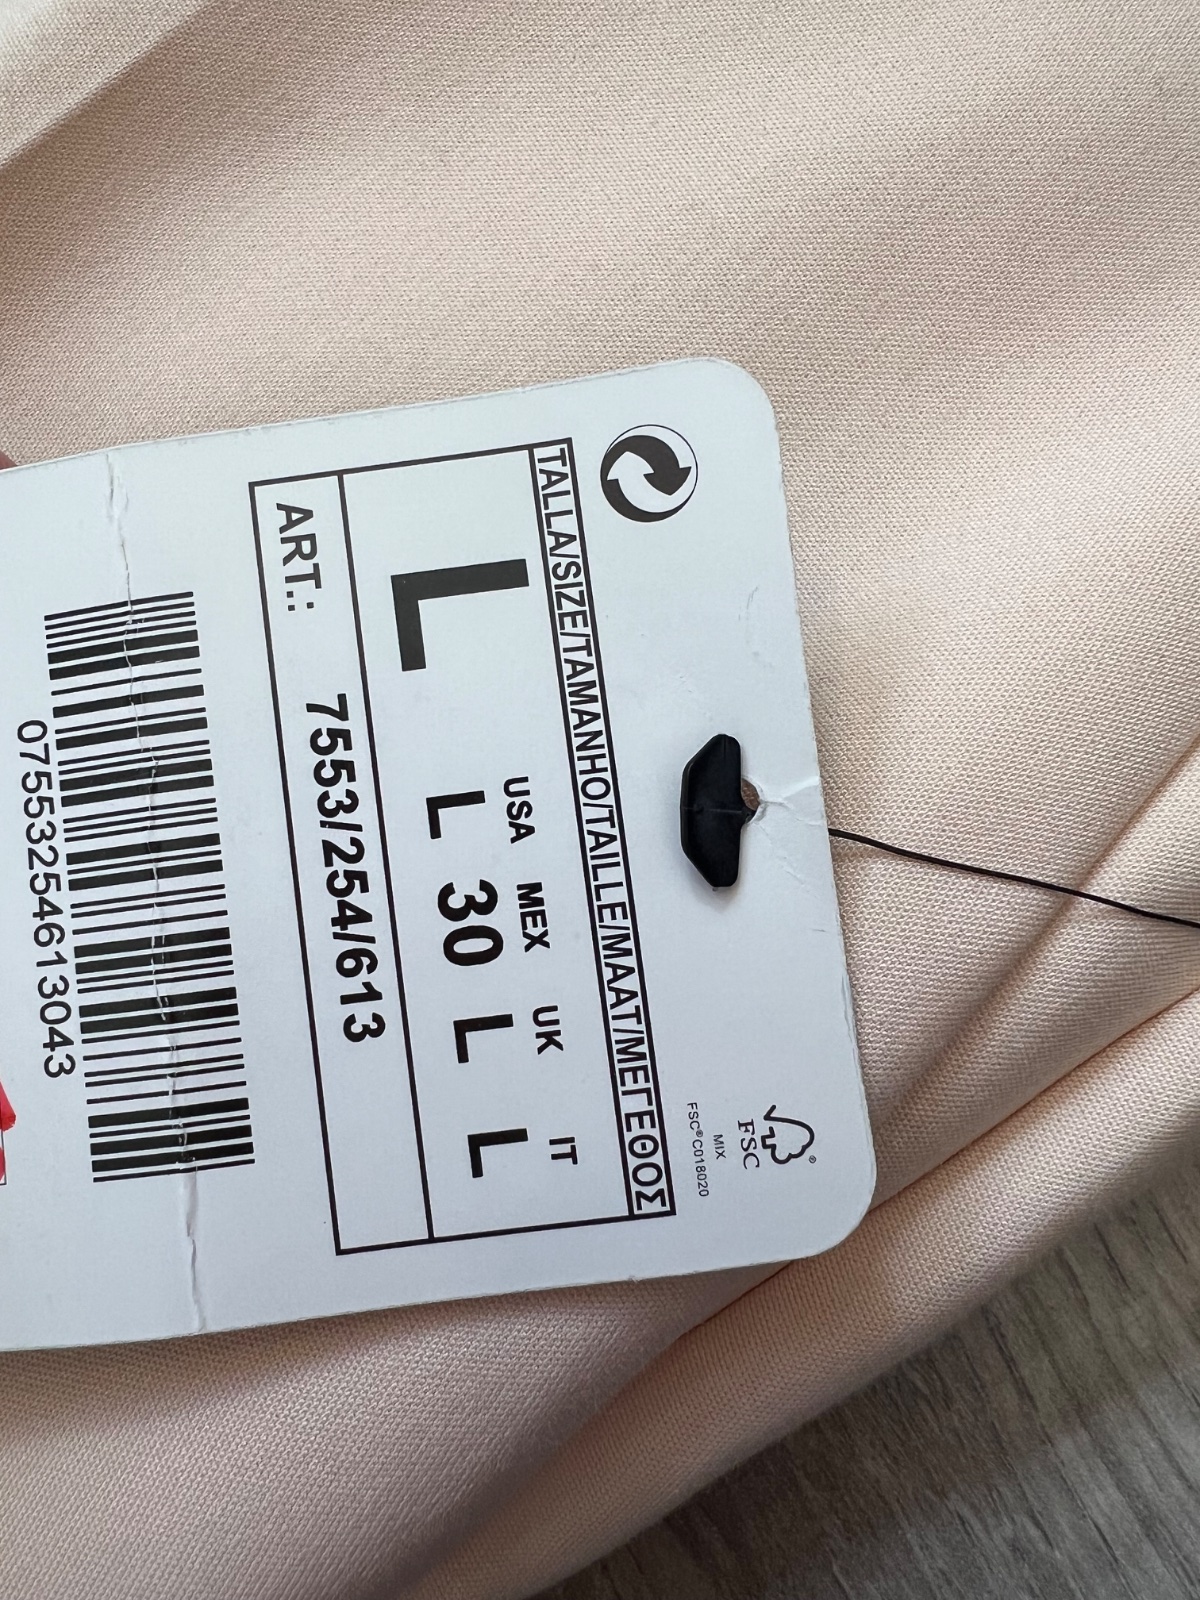 FSC®
MIX
FSC® C018020
TALLA/SIZE/TAMANHO/TAILLE/MAAT/ΜΕΓΕΘΟΣ
USA MEX UK IT
L L 30 L L
ART.: 7553/254/613
07553254613043